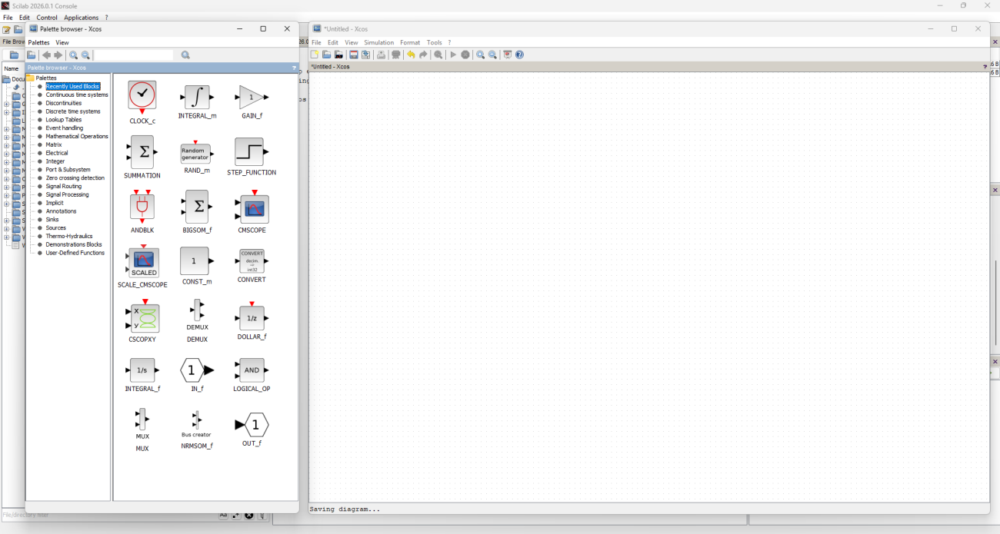 Scilab 2026.0.1 Console
File Edit Control Applications ?
Palette browser - Xcos
Palettes View
Palette browser - Xcos ?
Palettes
Recently Used Blocks
Continuous time systems
Discontinuities
Discrete time systems
Lookup Tables
Event handling
Mathematical Operations
Matrix
Electrical
Integer
Port & Subsystem
Zero crossing detection
Signal Routing
Signal Processing
Implicit
Annotations
Sinks
Sources
Thermo-Hydraulics
Demonstrations Blocks
User-Defined Functions
CLOCK_c
INTEGRAL_m
1
GAIN_f
Σ
SUMMATION
Random
generator
RAND_m
STEP_FUNCTION
ANDBLK
Σ
BIGSOM_f
CMSCOPE
SCALED
SCALE_CMSCOPE
1
CONST_m
CONVERT
decim.
->
int32
CONVERT
X
y
CSCOPXY
DEMUX
DEMUX
1/z
DOLLAR_f
1/s
INTEGRAL_f
1
IN_f
AND
LOGICAL_OP
MUX
MUX
Bus creator
NRMSOM_f
1
OUT_f
*Untitled - Xcos
File Edit View Simulation Format Tools ?
*Untitled - Xcos ?
Saving diagram...
File Brow
Name
Docu
File/directory filter